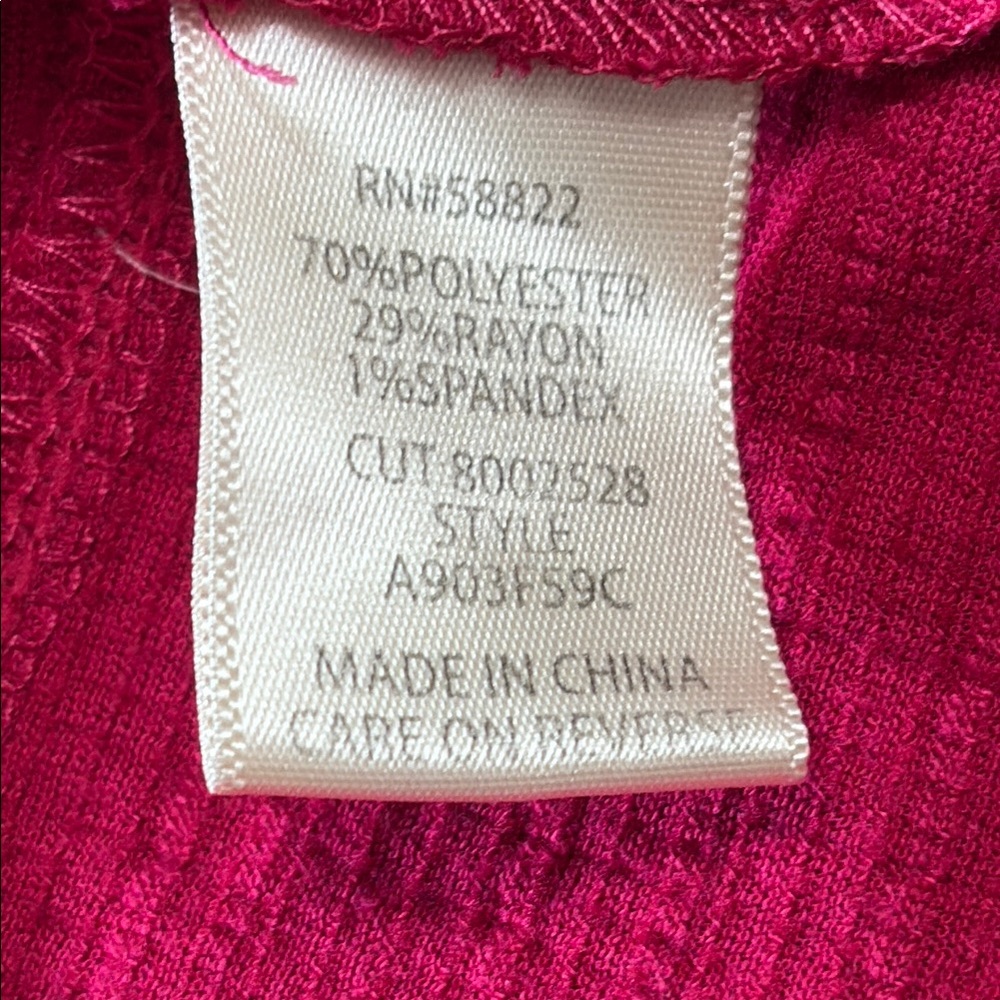 RN#58822
70%POLYESTER
29%RAYON
1%SPANDEX
CUT:8002528
STYLE
A903F59C
MADE IN CHINA
CARE ON REVERSE